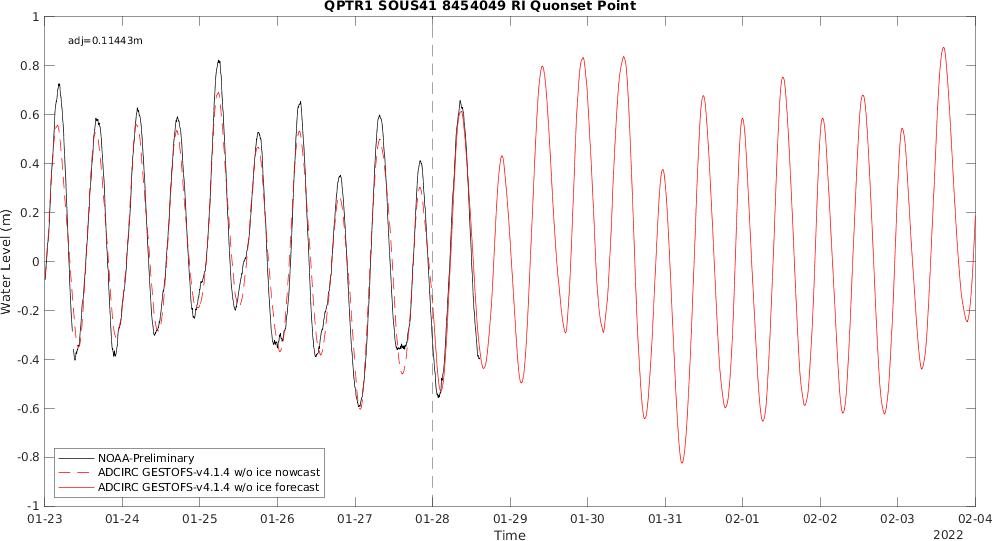 QPTR1 SOUS41 8454049 RI Quonset Point
adj=0.11443m
1
0.8
0.6
0.4
0.2
0
-0.2
-0.4
-0.6
-0.8
-1
Water Level (m)
NOAA-Preliminary
ADCIRC GESTOFS-v4.1.4 w/o ice nowcast
ADCIRC GESTOFS-v4.1.4 w/o ice forecast
01-23 01-24 01-25 01-26 01-27 01-28 01-29 01-30 01-31 02-01 02-02 02-03 02-04
Time
2022